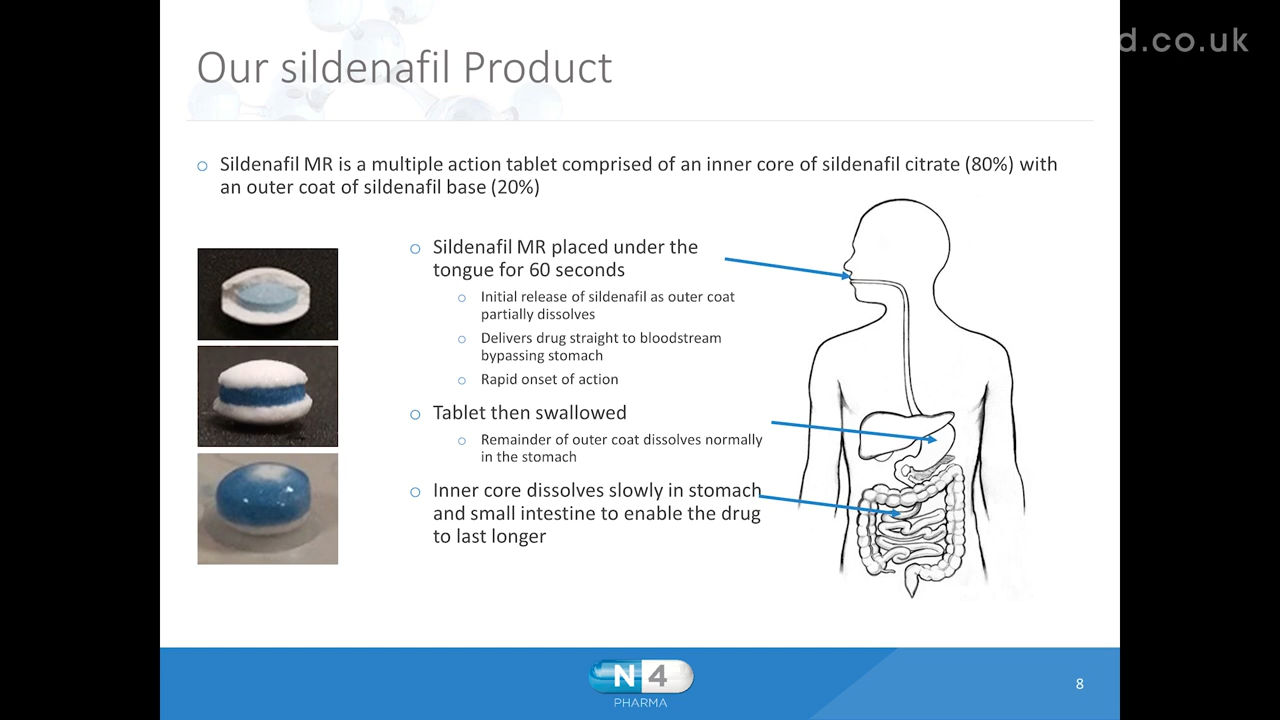 d.co.uk
Our sildenafil Product
o Sildenafil MR is a multiple action tablet comprised of an inner core of sildenafil citrate (80%) with
an outer coat of sildenafil base (20%)
o Sildenafil MR placed under the
tongue for 60 seconds
o Initial release of sildenafil as outer coat
partially dissolves
o Delivers drug straight to bloodstream
bypassing stomach
o Rapid onset of action
o Tablet then swallowed
o Remainder of outer coat dissolves normally
in the stomach
o Inner core dissolves slowly in stomach
and small intestine to enable the drug
to last longer
N4
PHARMA
8